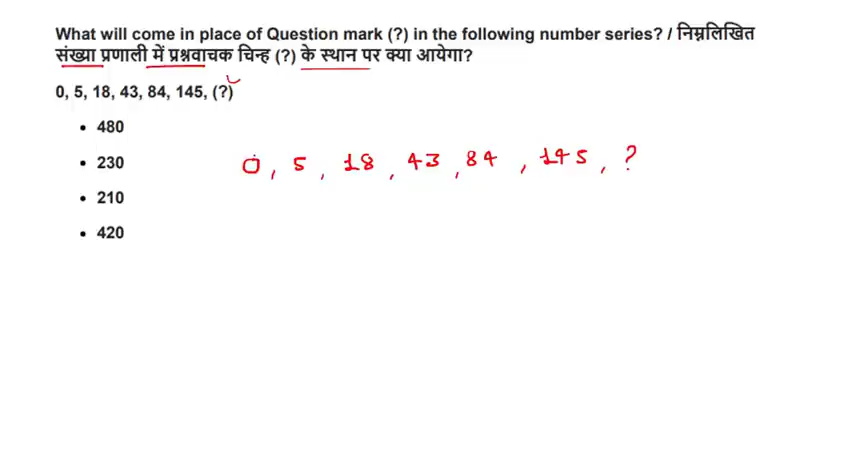 What will come in place of Question mark (?) in the following number series? / निम्नलिखित
संख्या प्रणाली में प्रश्नवाचक चिन्ह (?) के स्थान पर क्या आयेगा?
0, 5, 18, 43, 84, 145, (?)
• 480
• 230
• 210
• 420
0, 5, 18, 43, 84, 145, ?